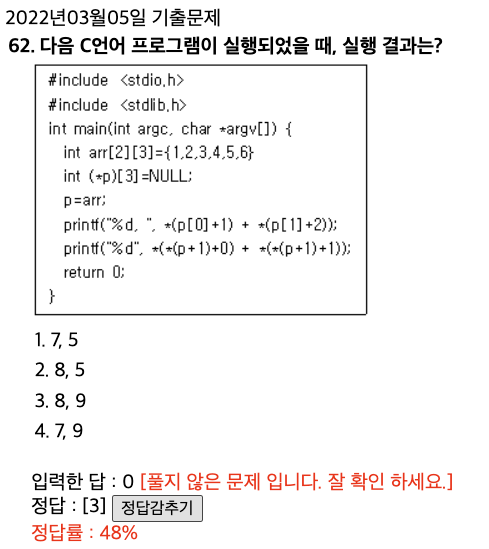 2022년03월05일 기출문제
62. 다음 C언어 프로그램이 실행되었을 때, 실행 결과는?
#include <stdio.h>
#include <stdlib.h>
int main(int argc, char *argv[]) {
int arr[2][3]={1,2,3,4,5,6}
int (*p)[3]=NULL;
p=arr;
printf("%d, ", *(p[0]+1) + *(p[1]+2));
printf("%d", *(*(p+1)+0) + *(*(p+1)+1));
return 0;
}
1. 7, 5
2. 8, 5
3. 8, 9
4. 7, 9
입력한 답 : 0 [풀지 않은 문제 입니다. 잘 확인 하세요.]
정답 : [3] 정답감추기
정답률 : 48%